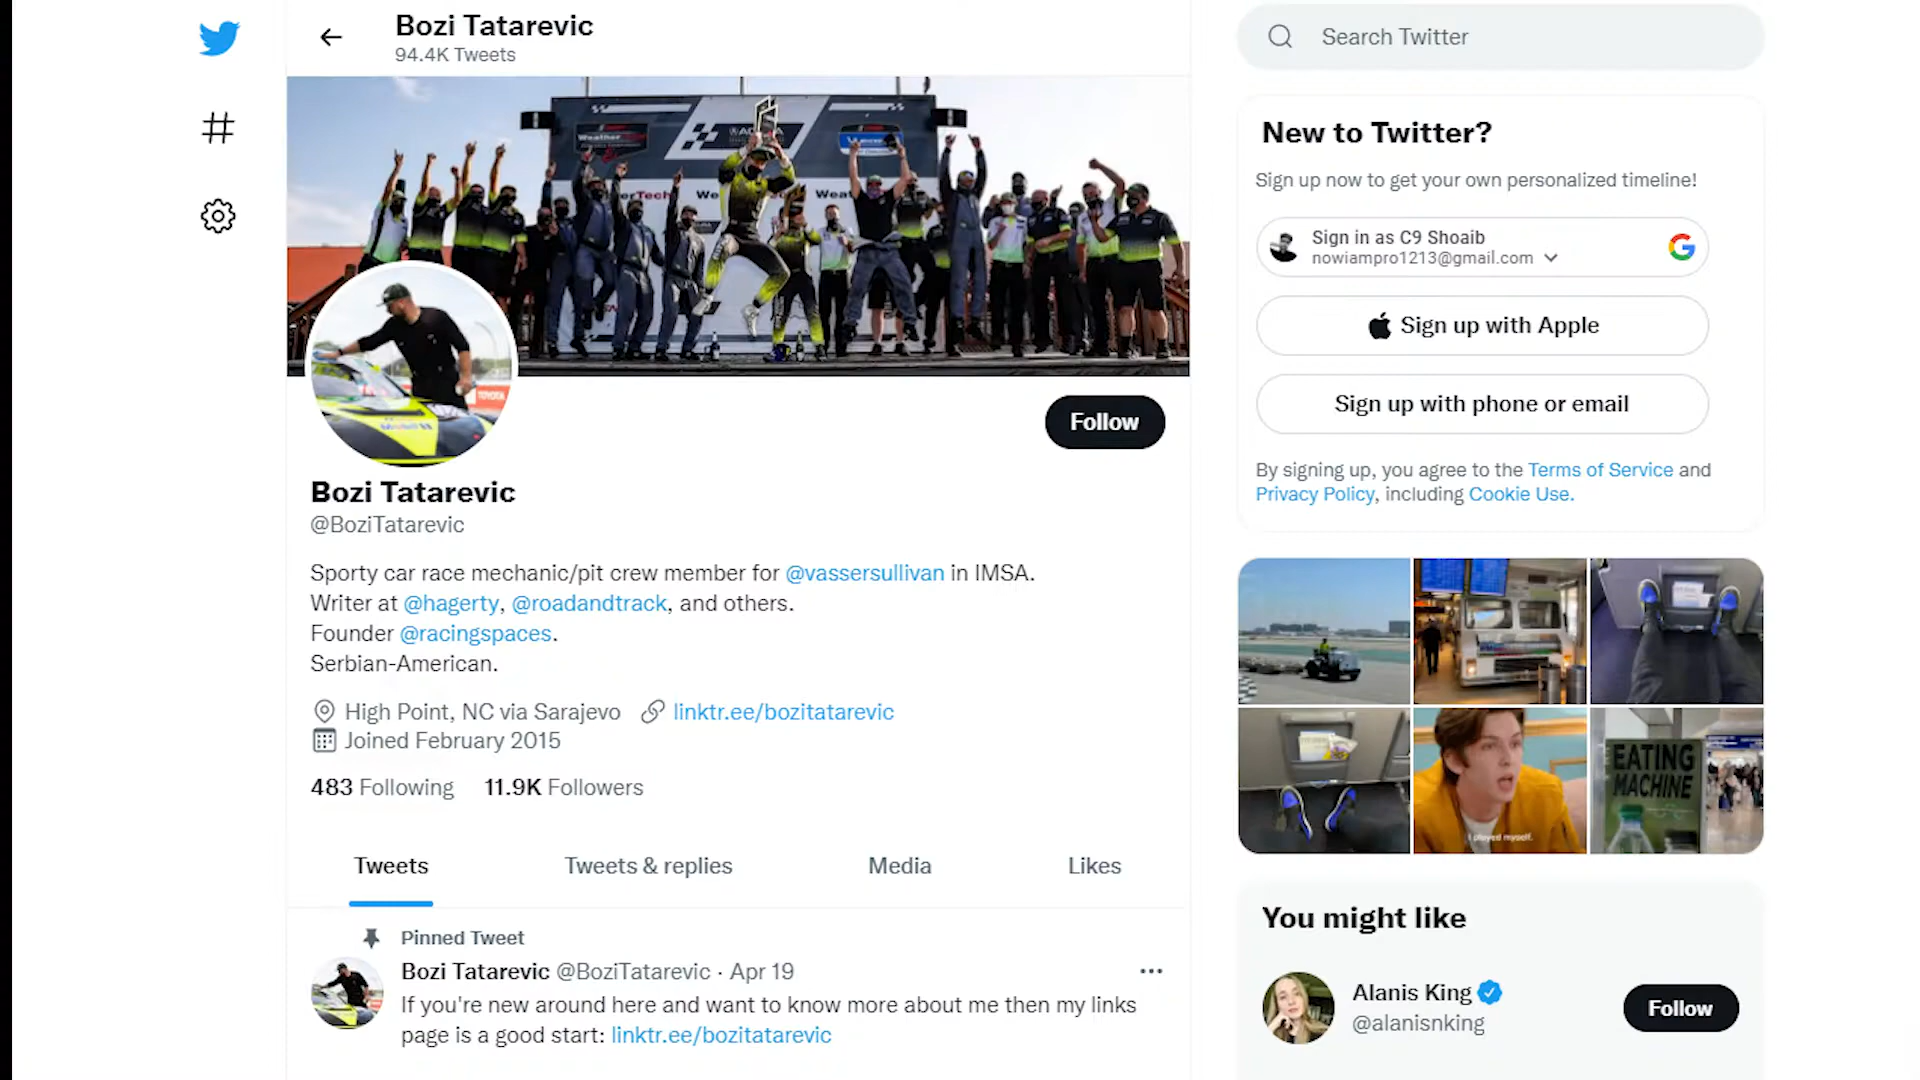 Bozi Tatarevic
94.4K Tweets
Search Twitter
New to Twitter?
Sign up now to get your own personalized timeline!
Sign in as C9 Shoaib
nowiampro1213@gmail.com
Sign up with Apple
Sign up with phone or email
By signing up, you agree to the Terms of Service and
Privacy Policy, including Cookie Use.
Follow
Bozi Tatarevic
@BoziTatarevic
Sporty car race mechanic/pit crew member for @vassersullivan in IMSA.
Writer at @hagerty, @roadandtrack, and others.
Founder @racingspaces.
Serbian-American.
High Point, NC via Sarajevo linktr.ee/bozitatarevic
Joined February 2015
483 Following 11.9K Followers
Tweets Tweets & replies Media Likes
Pinned Tweet
Bozi Tatarevic @BoziTatarevic · Apr 19
If you're new around here and want to know more about me then my links
page is a good start: linktr.ee/bozitatarevic
I played myself.
EATING
MACHINE
You might like
Alanis King
@alanisnking
Follow
WeatherTech
TOYOTA
Mobil 1